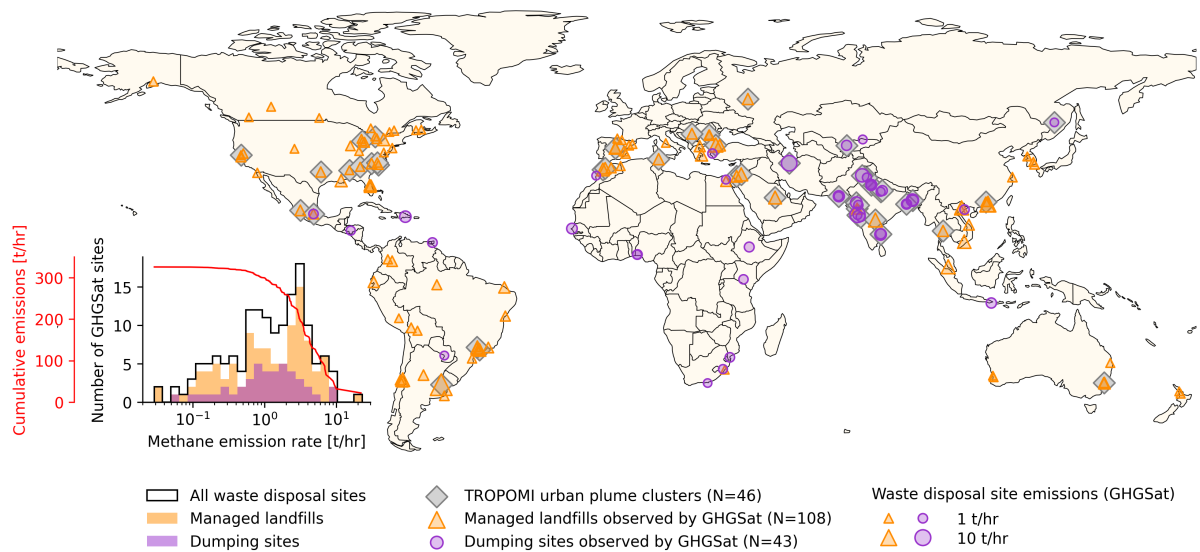 Cumulative emissions [t/hr]
300
200
100
0
Number of GHGSat sites
15
10
5
0
10⁻¹ 10⁰ 10¹
Methane emission rate [t/hr]
All waste disposal sites
Managed landfills
Dumping sites
TROPOMI urban plume clusters (N=46)
Managed landfills observed by GHGSat (N=108)
Dumping sites observed by GHGSat (N=43)
Waste disposal site emissions (GHGSat)
1 t/hr
10 t/hr